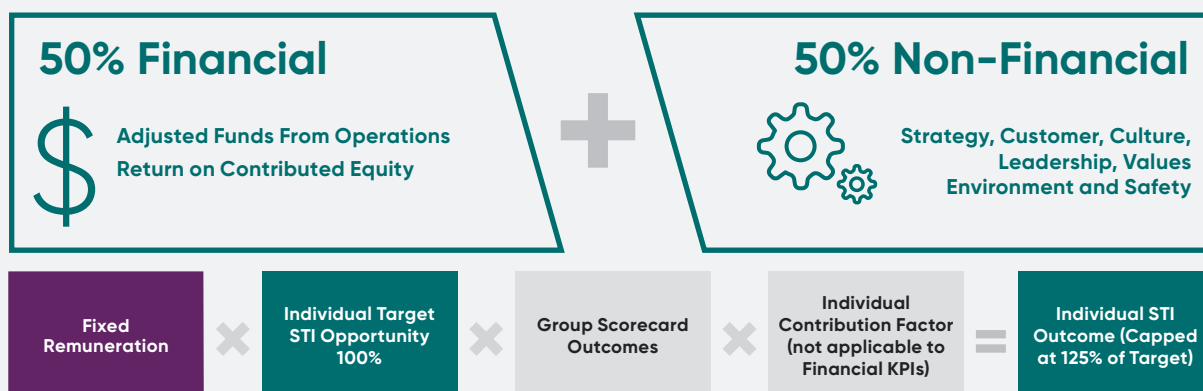 50% Financial
$
Adjusted Funds From Operations
Return on Contributed Equity
+
50% Non-Financial
Strategy, Customer, Culture,
Leadership, Values
Environment and Safety
Fixed
Remuneration
×
Individual Target
STI Opportunity
100%
×
Group Scorecard
Outcomes
×
Individual
Contribution Factor
(not applicable to
Financial KPIs)
=
Individual STI
Outcome (Capped
at 125% of Target)